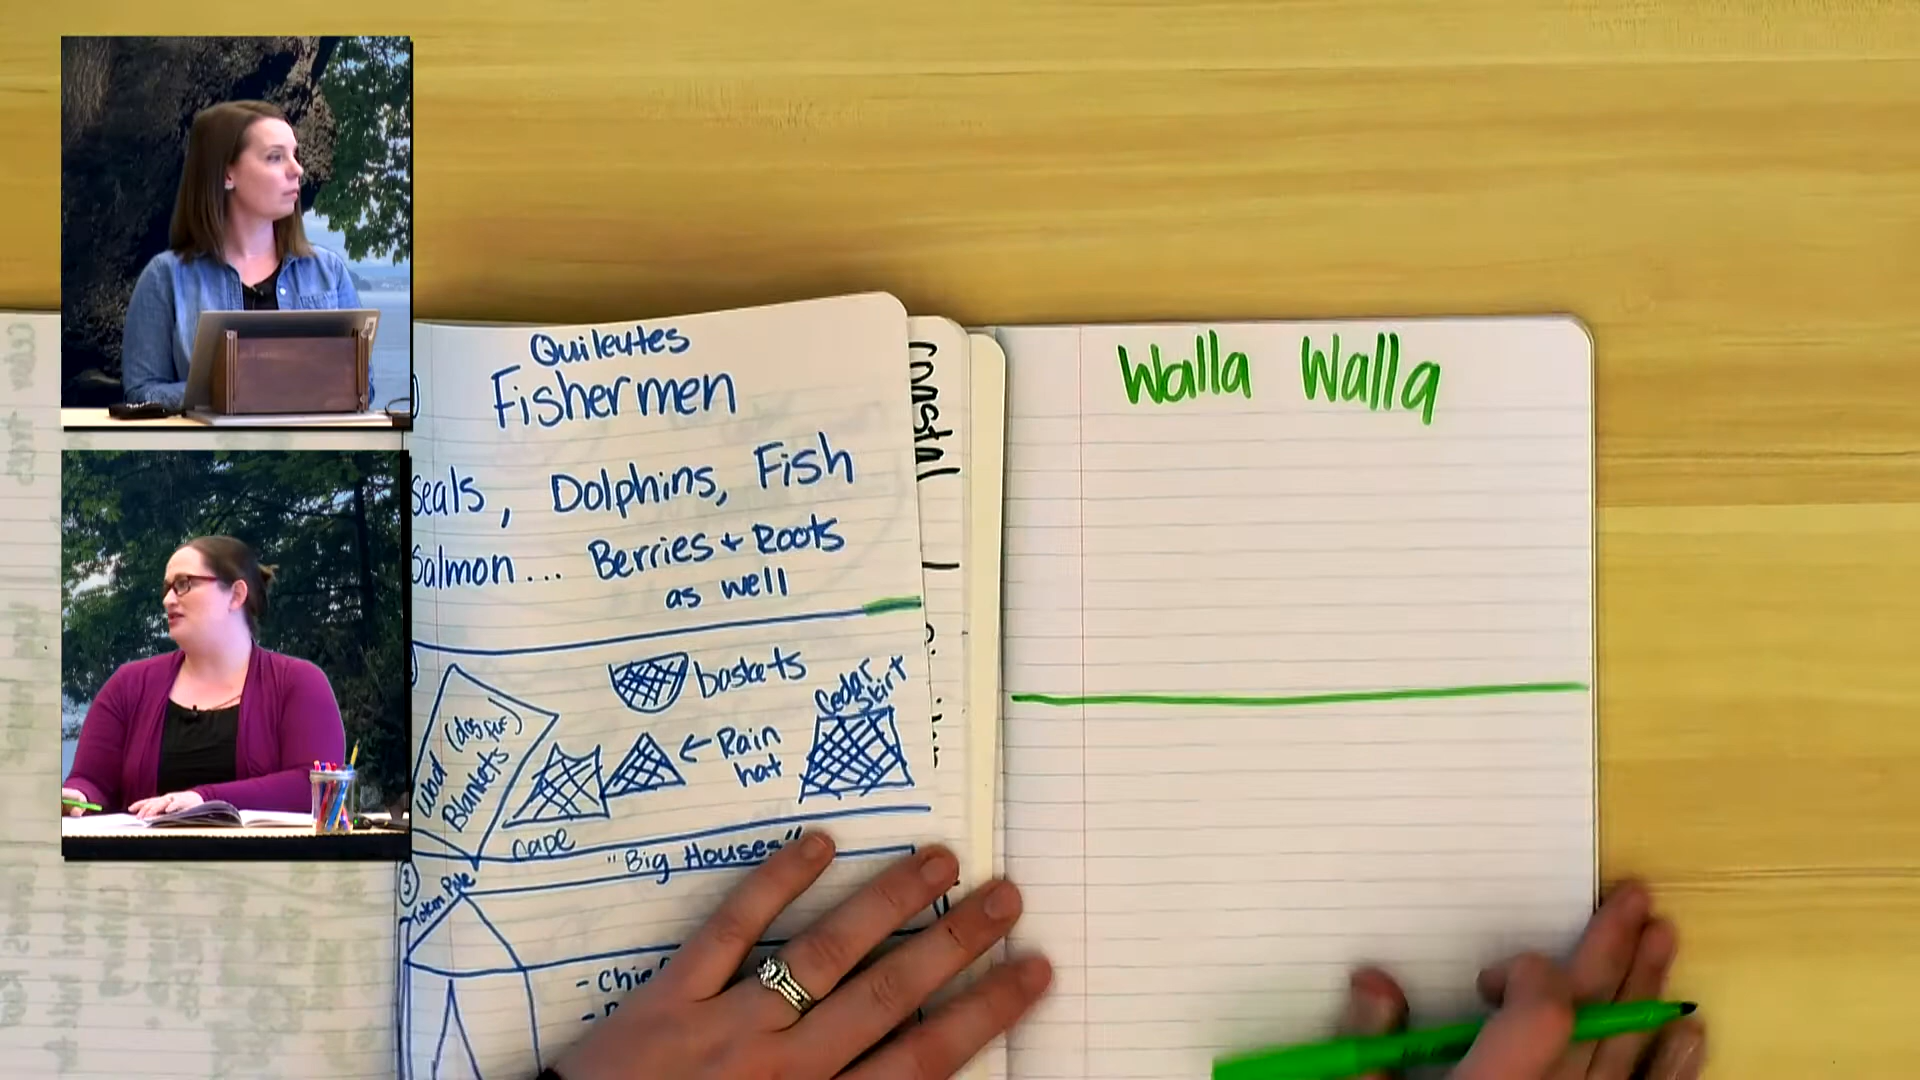 Quileutes
Fishermen
Seals, Dolphins, Fish
Salmon... Berries + Roots
as well
baskets
Cedar
Skirt
(dog fur)
Wool
Blankets
← Rain
hat
cape
"Big Houses"
③
Totem Pole
- Chief
Coastal
Walla Walla